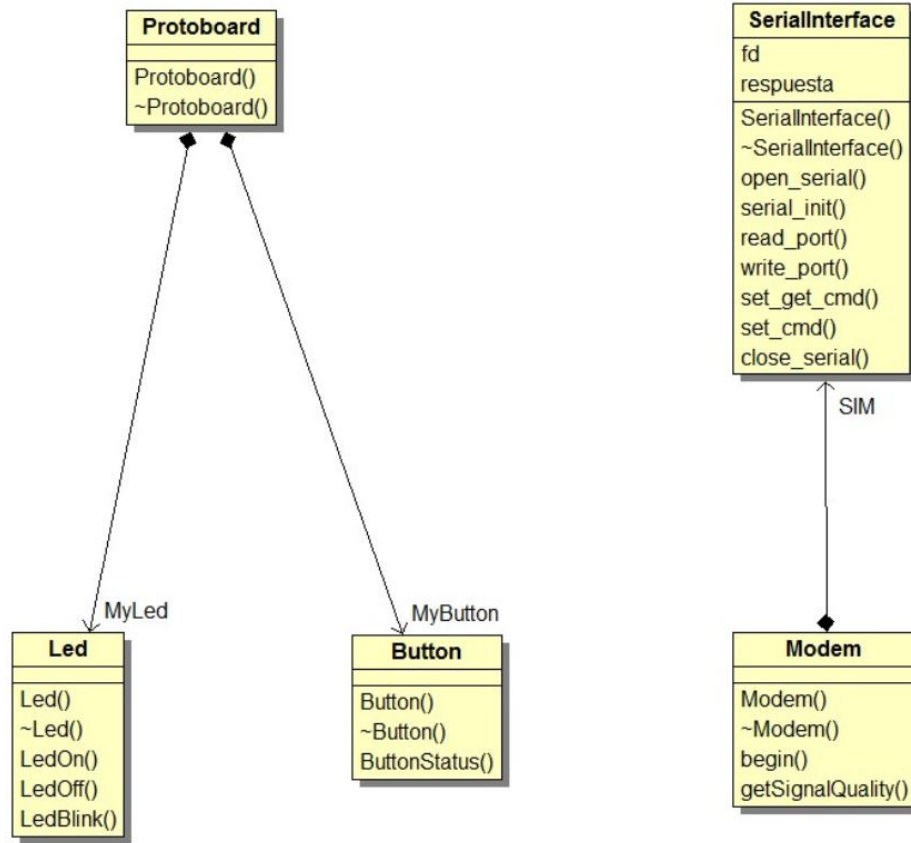 Protoboard
Protoboard()
~Protoboard()
SerialInterface
fd
respuesta
SerialInterface()
~SerialInterface()
open_serial()
serial_init()
read_port()
write_port()
set_get_cmd()
set_cmd()
close_serial()
SIM
MyLed
MyButton
Led
Led()
~Led()
LedOn()
LedOff()
LedBlink()
Button
Button()
~Button()
ButtonStatus()
Modem
Modem()
~Modem()
begin()
getSignalQuality()